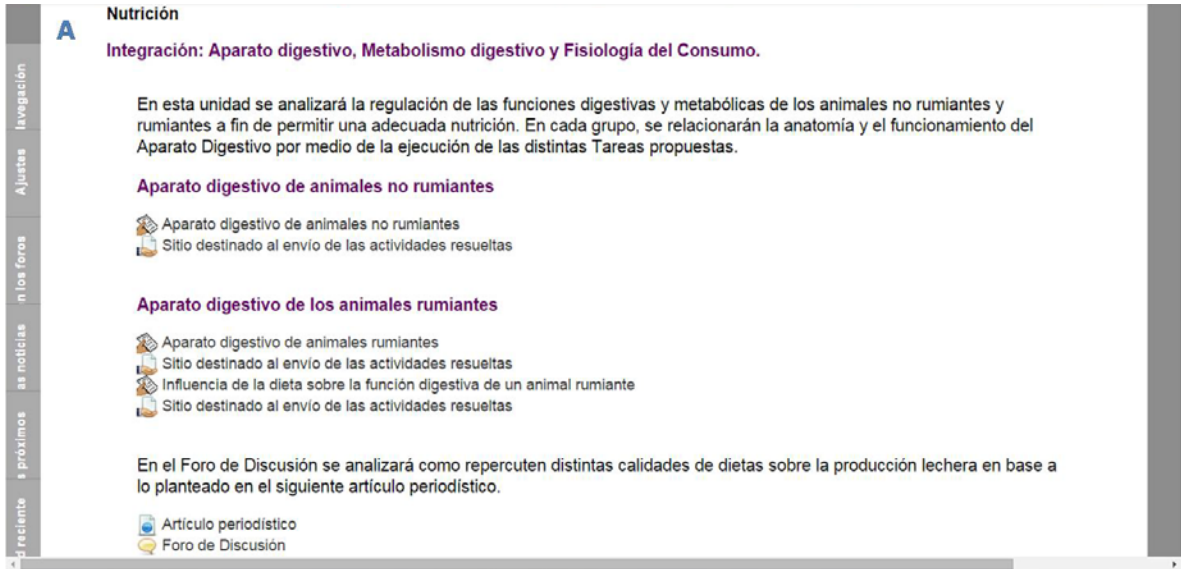 A
Nutrición
Integración: Aparato digestivo, Metabolismo digestivo y Fisiología del Consumo.
En esta unidad se analizará la regulación de las funciones digestivas y metabólicas de los animales no rumiantes y
rumiantes a fin de permitir una adecuada nutrición. En cada grupo, se relacionarán la anatomía y el funcionamiento del
Aparato Digestivo por medio de la ejecución de las distintas Tareas propuestas.
Aparato digestivo de animales no rumiantes
Aparato digestivo de animales no rumiantes
Sitio destinado al envío de las actividades resueltas
Aparato digestivo de los animales rumiantes
Aparato digestivo de animales rumiantes
Sitio destinado al envío de las actividades resueltas
Influencia de la dieta sobre la función digestiva de un animal rumiante
Sitio destinado al envío de las actividades resueltas
En el Foro de Discusión se analizará como repercuten distintas calidades de dietas sobre la producción lechera en base a
lo planteado en el siguiente artículo periodístico.
Artículo periodístico
Foro de Discusión
lavegación
Ajustes
n los foros
as noticias
s próximos
d reciente